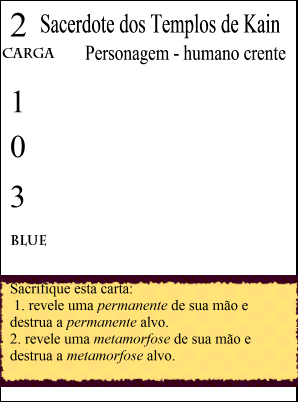 2 Sacerdote dos Templos de Kain
CARGA Personagem - humano crente
1
0
3
BLUE
Sacrifique esta carta:
1. revele uma permanente de sua mão e
destrua a permanente alvo.
2. revele uma metamorfose de sua mão e
destrua a metamorfose alvo.